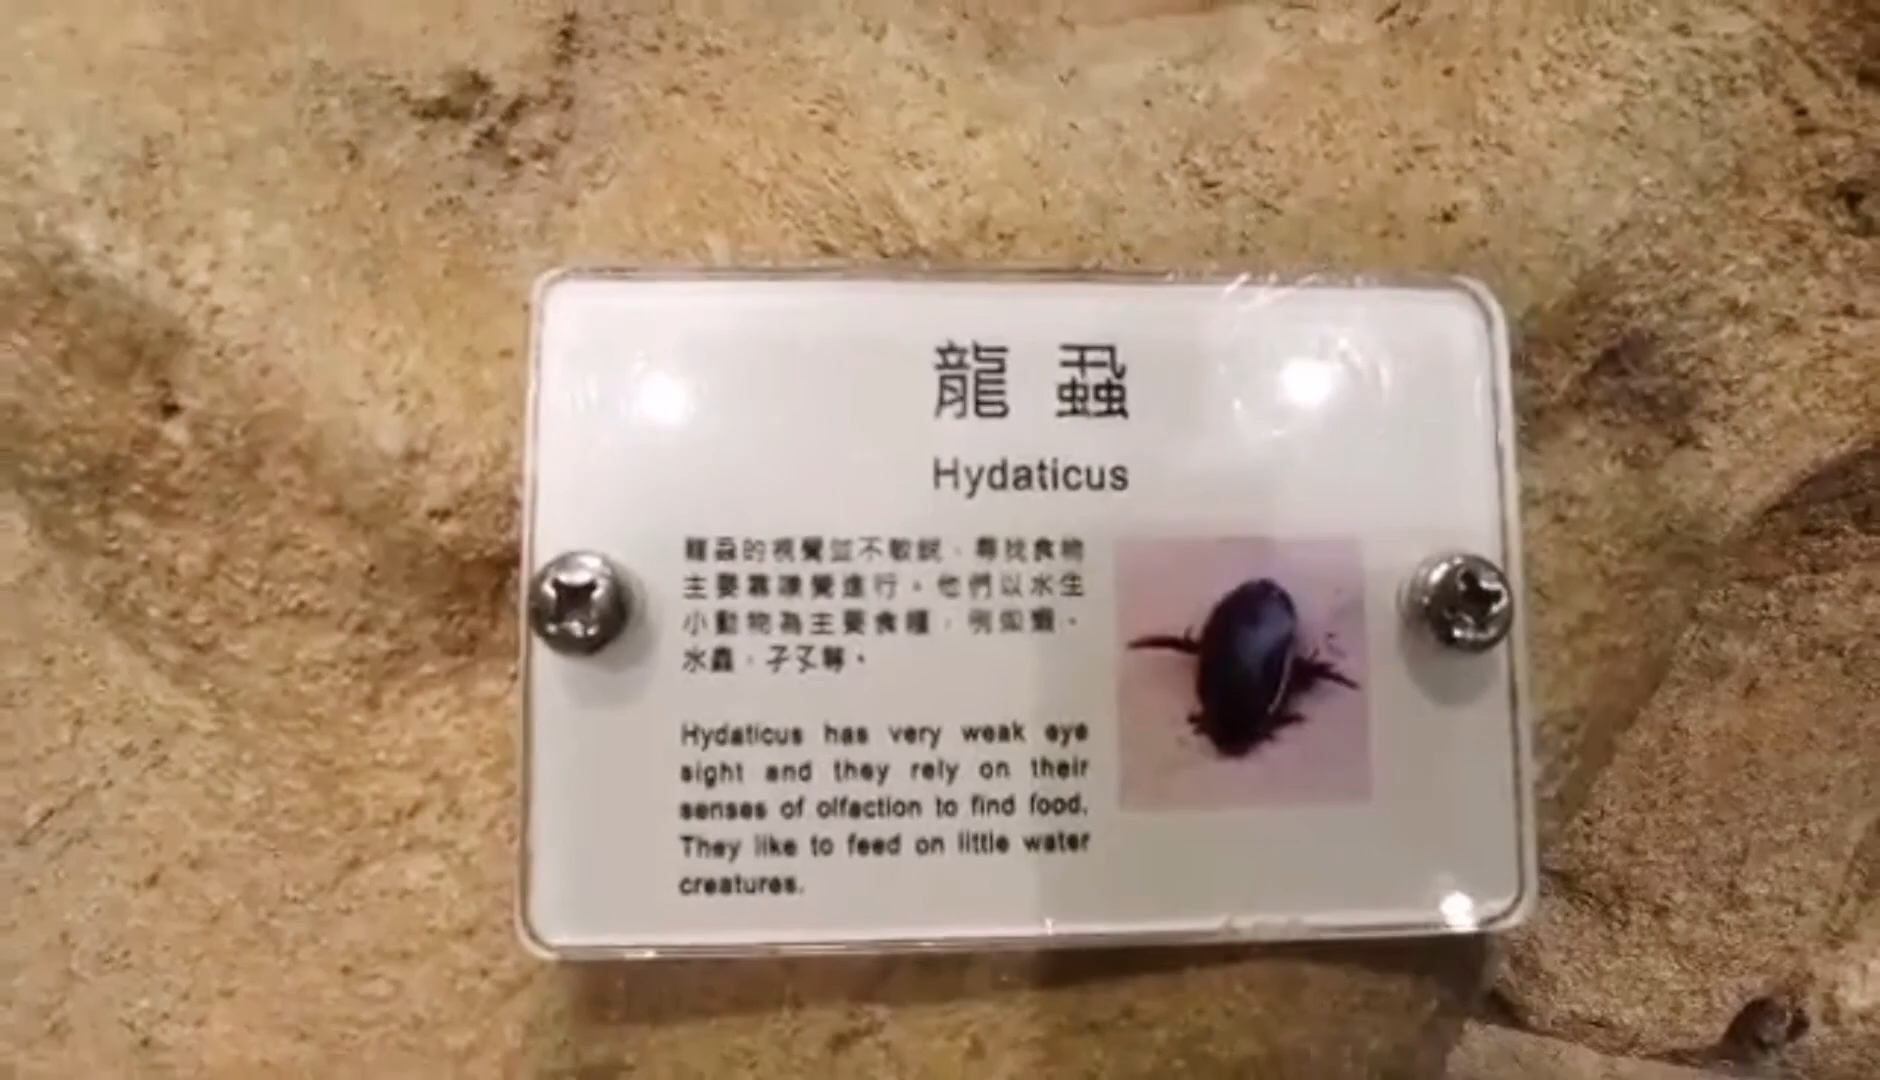 龍蝨
Hydaticus
龍蝨的視覺並不敏銳，尋找食物
主要靠嗅覺進行。他們以水生
小動物為主要食糧，例如蝦、
水蟲，孑孓等。
Hydaticus has very weak eye
sight and they rely on their
senses of olfaction to find food.
They like to feed on little water
creatures.